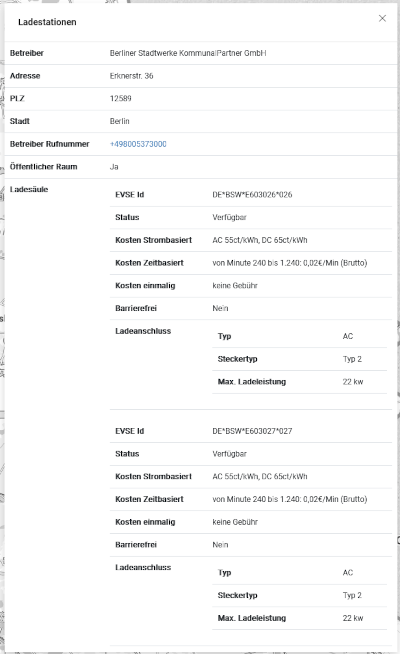 Ladestationen
Betreiber Berliner Stadtwerke KommunalPartner GmbH
Adresse Erknerstr. 36
PLZ 12589
Stadt Berlin
Betreiber Rufnummer +498005373000
Öffentlicher Raum Ja
Ladesäule
EVSE Id DE*BSW*E603026*026
Status Verfügbar
Kosten Strombasiert AC 55ct/kWh, DC 65ct/kWh
Kosten Zeitbasiert von Minute 240 bis 1.240: 0,02€/Min (Brutto)
Kosten einmalig keine Gebühr
Barrierefrei Nein
Ladeanschluss
Typ AC
Steckertyp Typ 2
Max. Ladeleistung 22 kw
EVSE Id DE*BSW*E603027*027
Status Verfügbar
Kosten Strombasiert AC 55ct/kWh, DC 65ct/kWh
Kosten Zeitbasiert von Minute 240 bis 1.240: 0,02€/Min (Brutto)
Kosten einmalig keine Gebühr
Barrierefrei Nein
Ladeanschluss
Typ AC
Steckertyp Typ 2
Max. Ladeleistung 22 kw